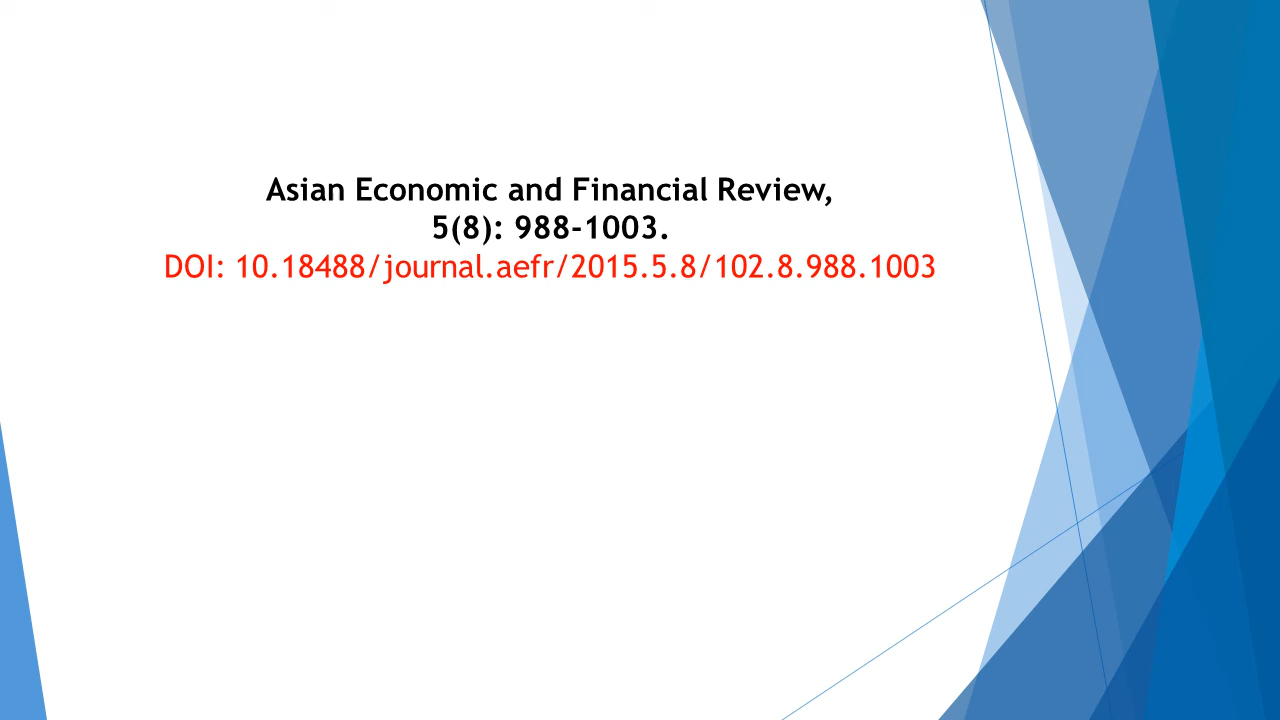 Asian Economic and Financial Review,
5(8): 988-1003.
DOI: 10.18488/journal.aefr/2015.5.8/102.8.988.1003